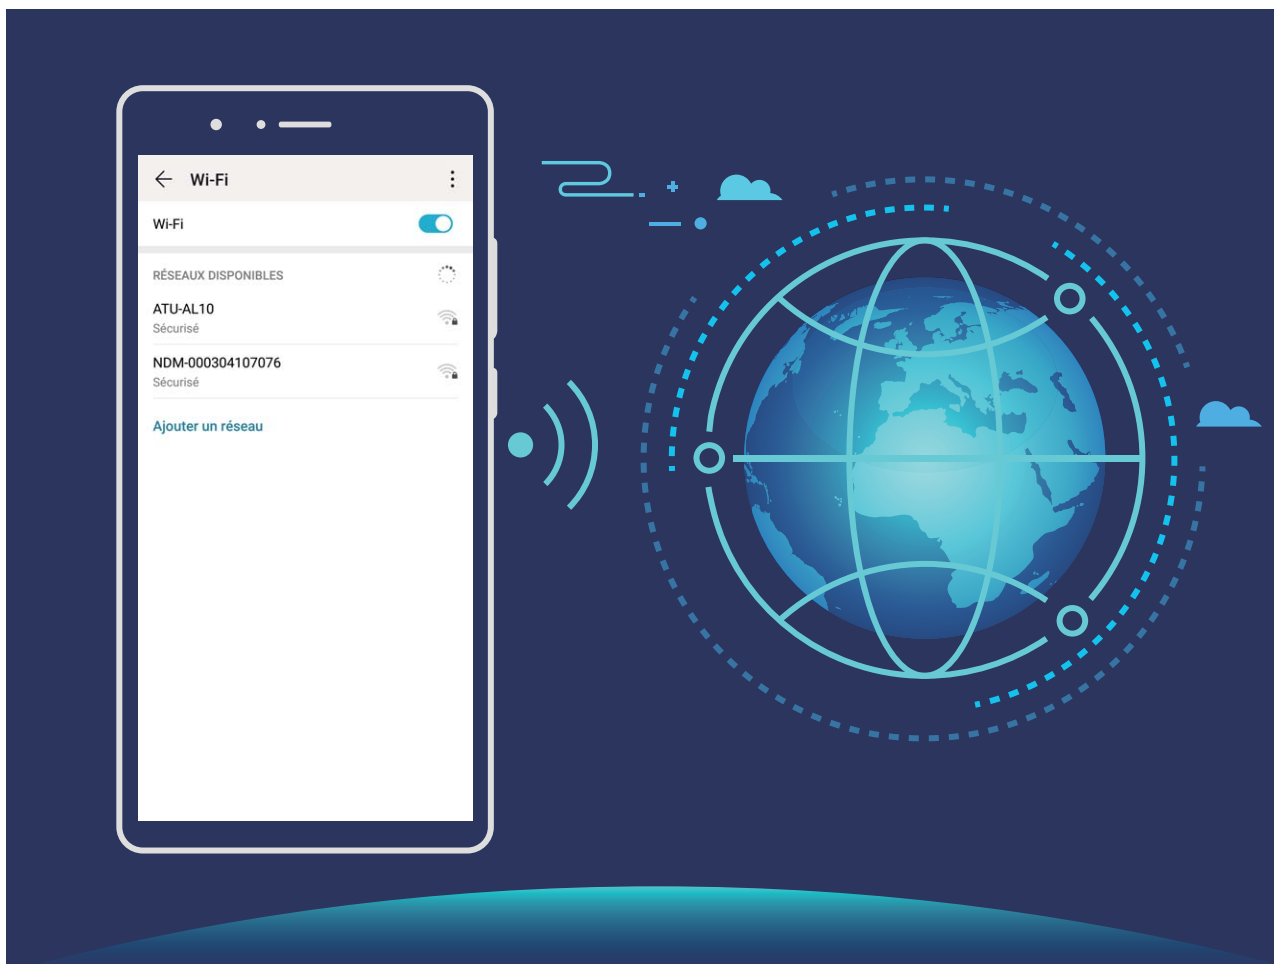 Wi-Fi
Wi-Fi
RÉSEAUX DISPONIBLES
ATU-AL10
Sécurisé
NDM-000304107076
Sécurisé
Ajouter un réseau